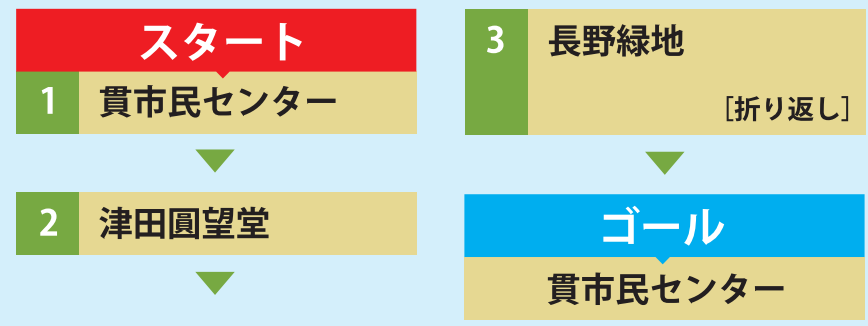 スタート
1 貫市民センター
2 津田圓望堂
3 長野緑地
[折り返し]
ゴール
貫市民センター